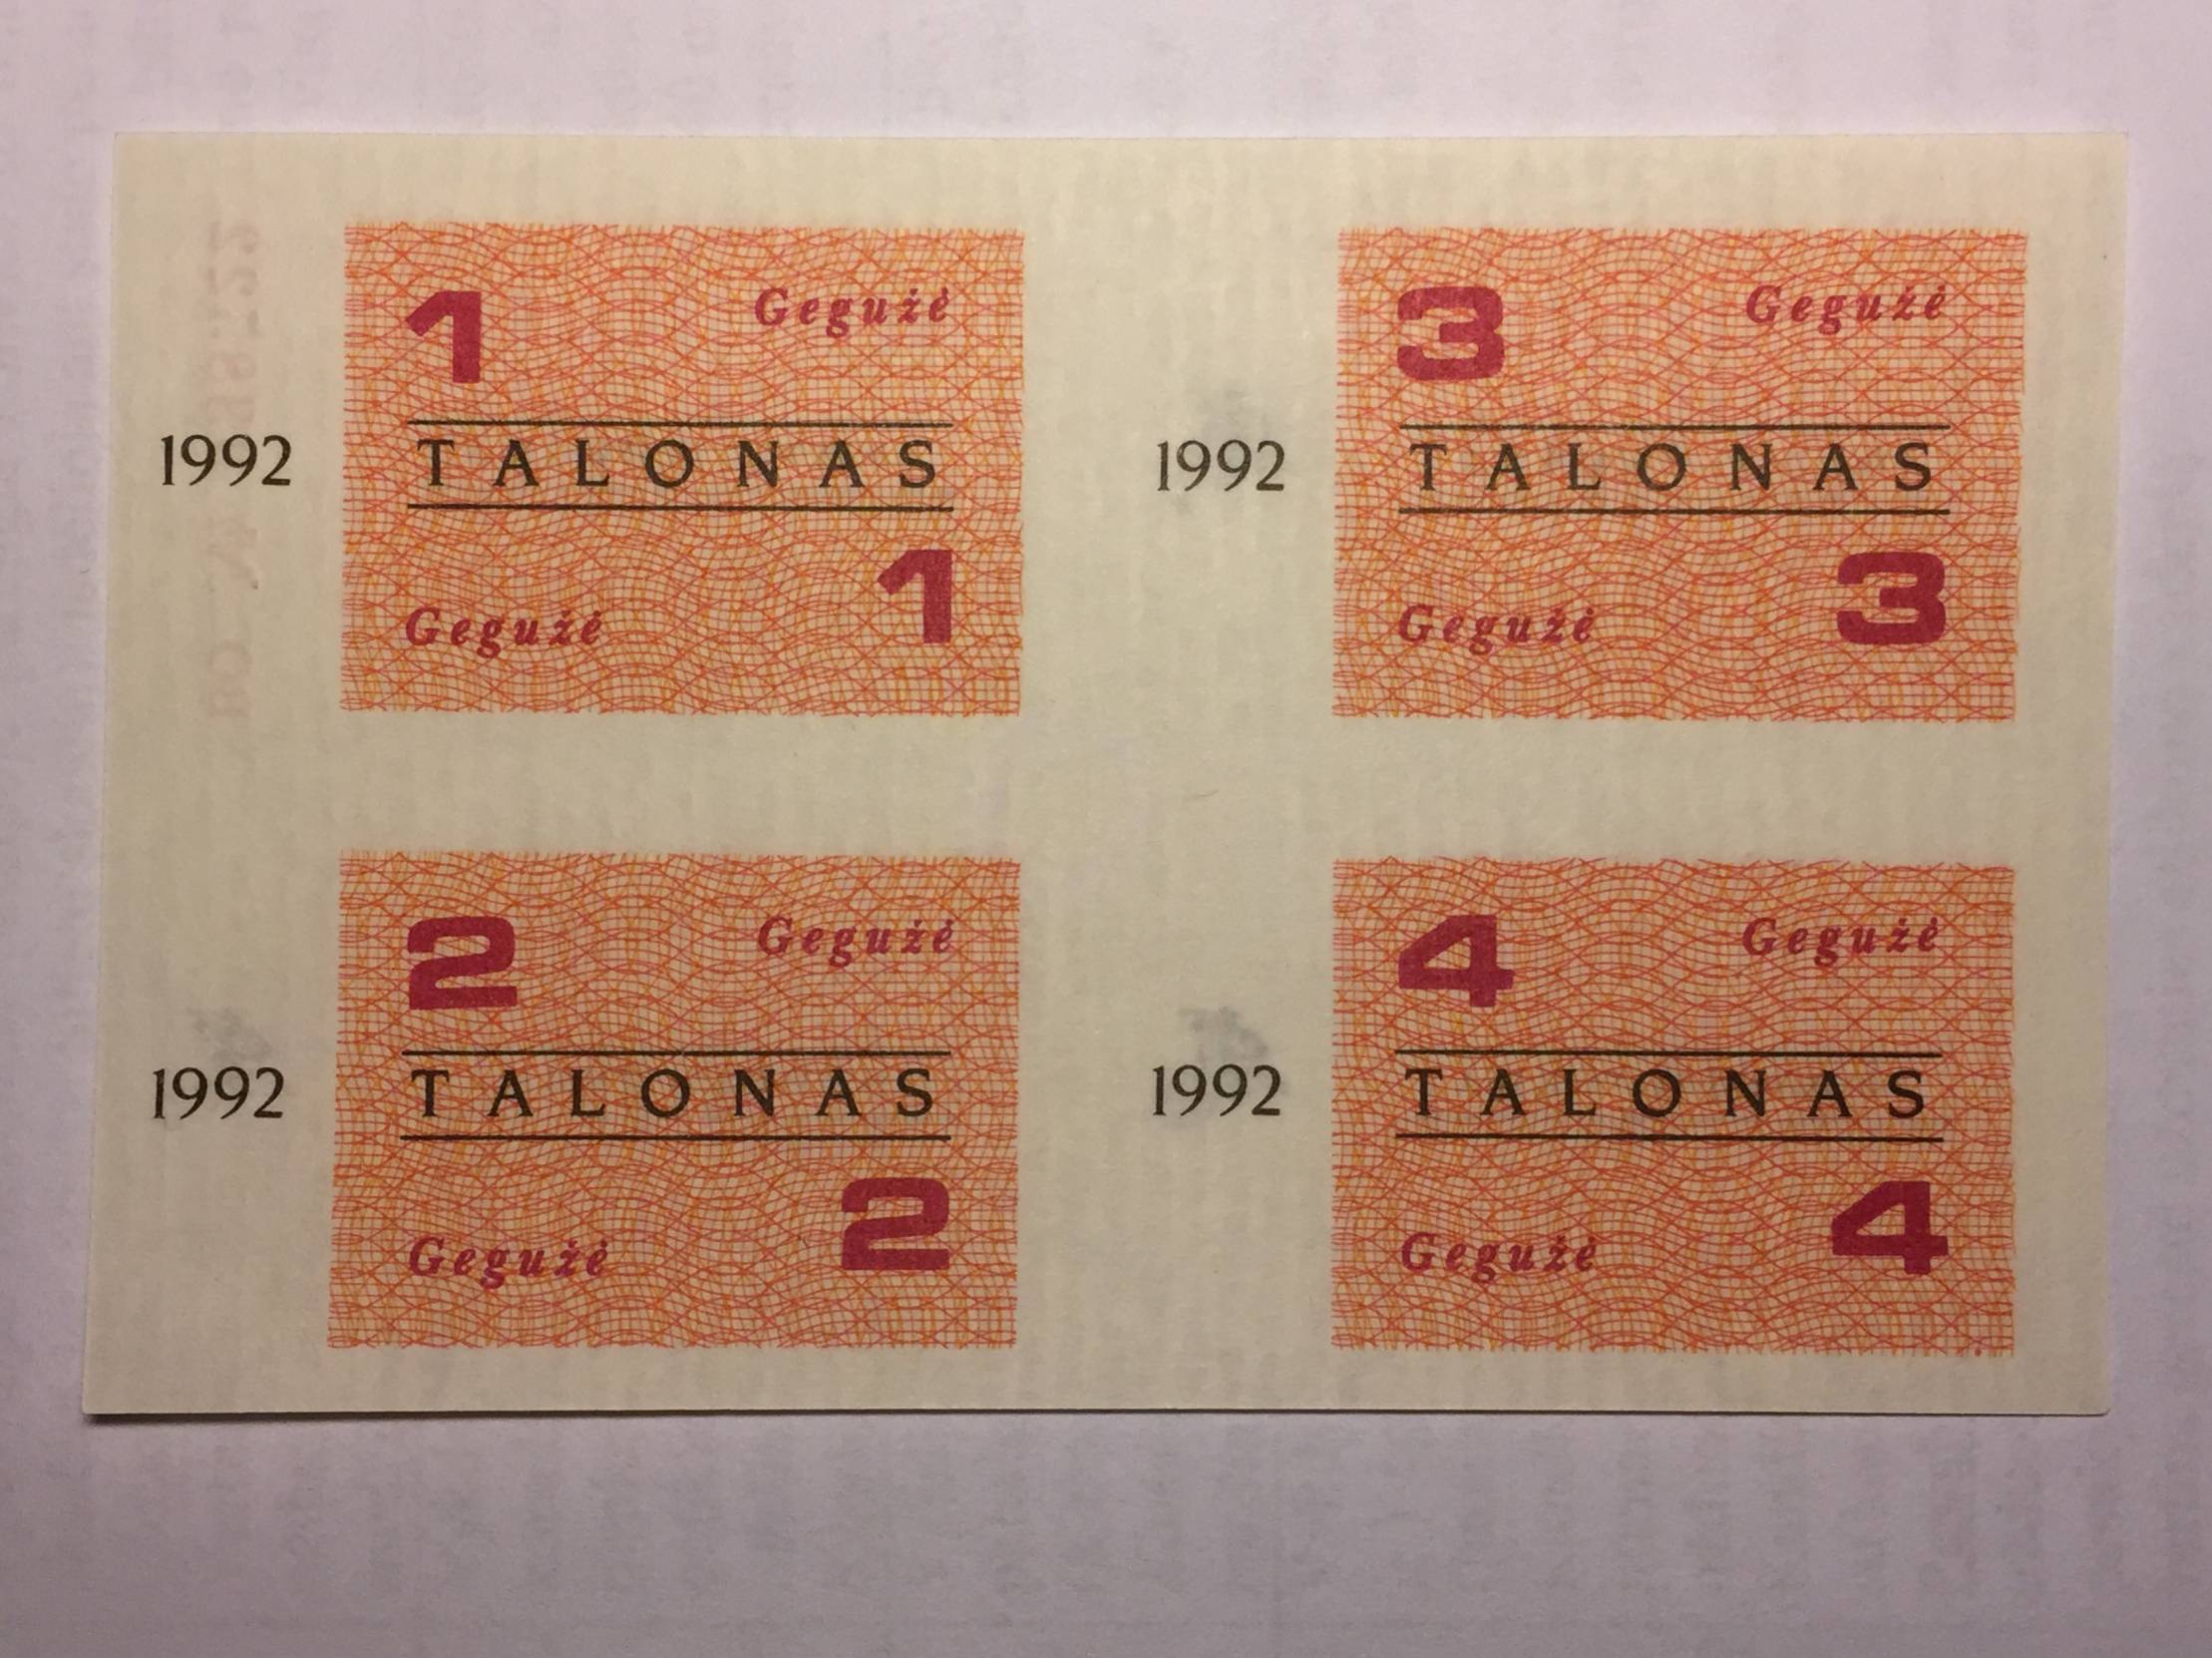 1 Gegužė
1992 TALONAS
Gegužė 1
3 Gegužė
1992 TALONAS
Gegužė 3
2 Gegužė
1992 TALONAS
Gegužė 2
4 Gegužė
1992 TALONAS
Gegužė 4